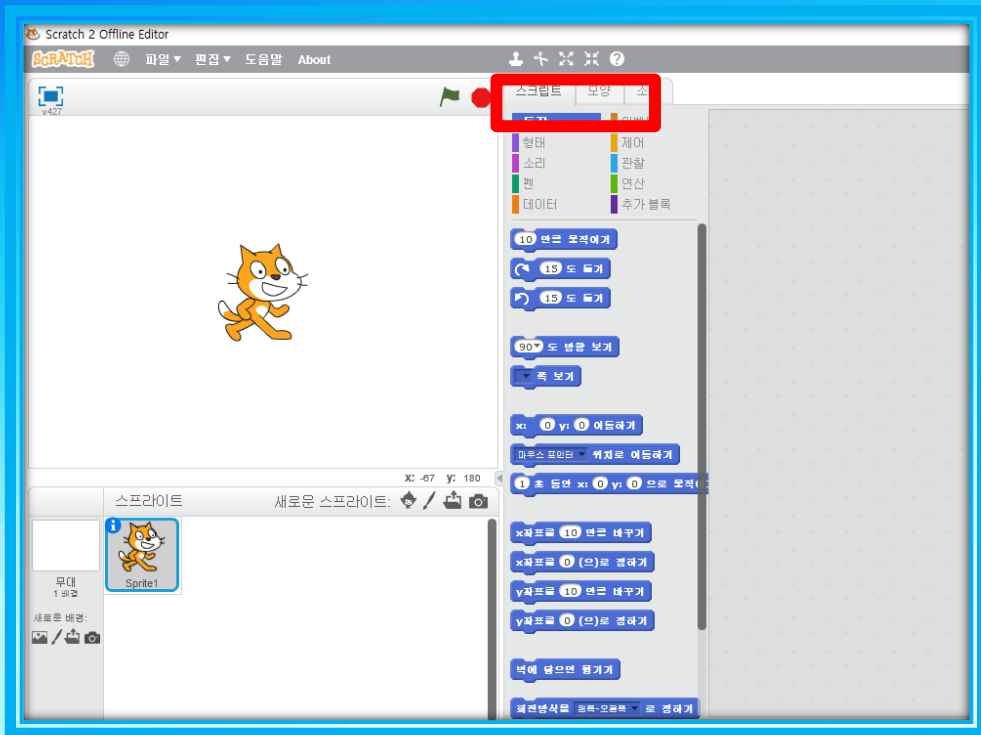 Scratch 2 Offline Editor
SCRATCH 파일 편집 도움말 About
v427
스크립트 모양
형태 제어
소리 관찰
펜 연산
데이터 추가 블록
10 만큼 움직이기
15 도 돌기
15 도 돌기
90 도 방향 보기
쪽 보기
x: 0 y: 0 이동하기
마우스 포인터 위치로 이동하기
1 초 동안 x: 0 y: 0 으로 움직이
x좌표를 10 만큼 바꾸기
x좌표를 0 (으)로 정하기
y좌표를 10 만큼 바꾸기
y좌표를 0 (으)로 정하기
벽에 닿으면 튕기기
회전방식을 왼쪽-오른쪽 로 정하기
X: -67 y: 180
스프라이트 새로운 스프라이트:
Sprite1
무대
1 배경
새로운 배경: